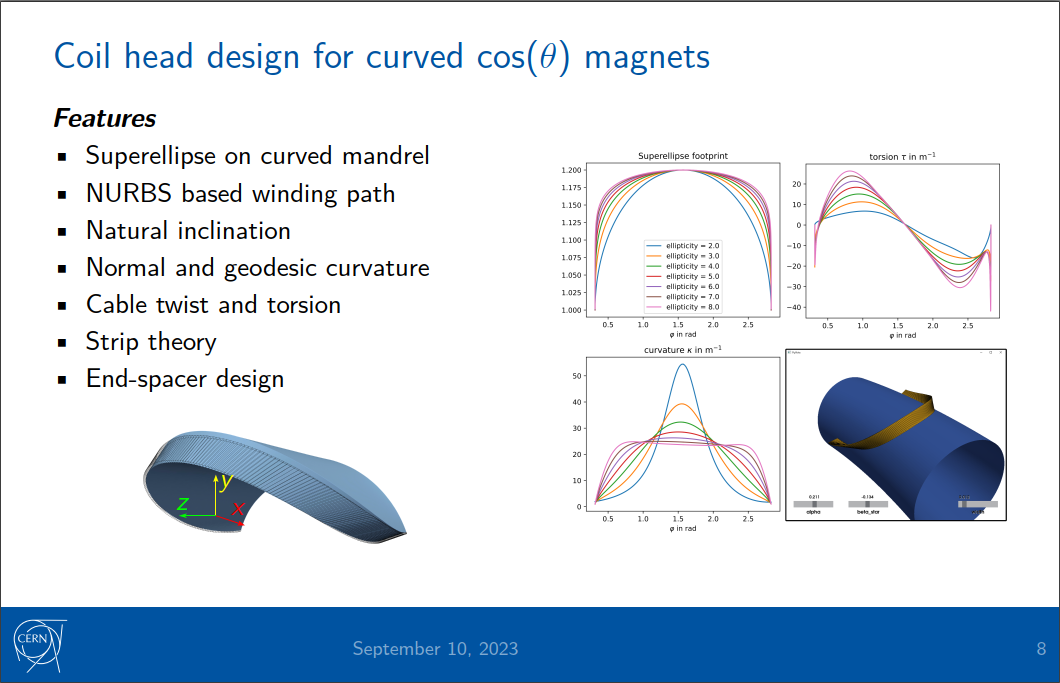 Coil head design for curved cos(θ) magnets
Features
Superellipse on curved mandrel
NURBS based winding path
Natural inclination
Normal and geodesic curvature
Cable twist and torsion
Strip theory
End-spacer design
y
z
x
Superellipse footprint
1.200
1.175
1.150
1.125
1.100
1.075
1.050
1.025
1.000
ellipticity = 2.0
ellipticity = 3.0
ellipticity = 4.0
ellipticity = 5.0
ellipticity = 6.0
ellipticity = 7.0
ellipticity = 8.0
0.5 1.0 1.5 2.0 2.5
φ in rad
torsion τ in m⁻¹
20
10
0
−10
−20
−30
−40
0.5 1.0 1.5 2.0 2.5
φ in rad
curvature κ in m⁻¹
50
40
30
20
10
0
0.5 1.0 1.5 2.0 2.5
φ in rad
0.211 -0.134
alpha beta_star
CERN
September 10, 2023
8